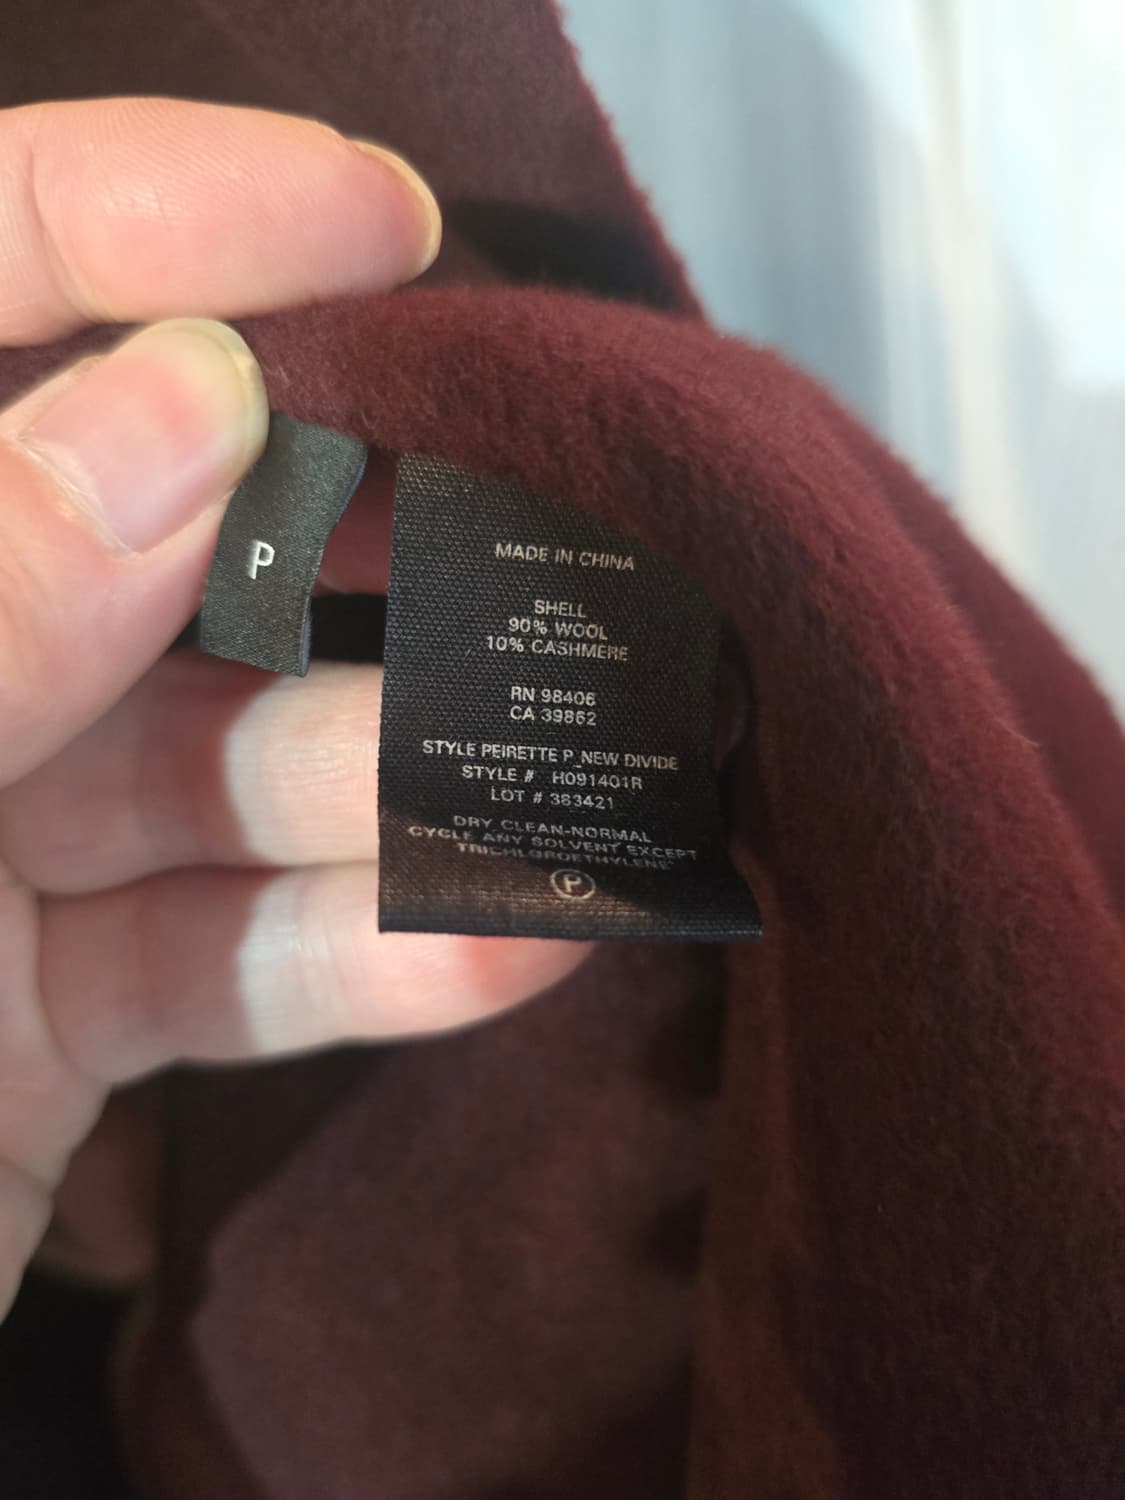 P
MADE IN CHINA
SHELL
90% WOOL
10% CASHMERE
RN 98406
CA 39862
STYLE PEIRETTE P_NEW DIVIDE
STYLE # H091401R
LOT # 383421
DRY CLEAN-NORMAL
CYCLE ANY SOLVENT EXCEPT
TRICHLOROETHYLENE
P